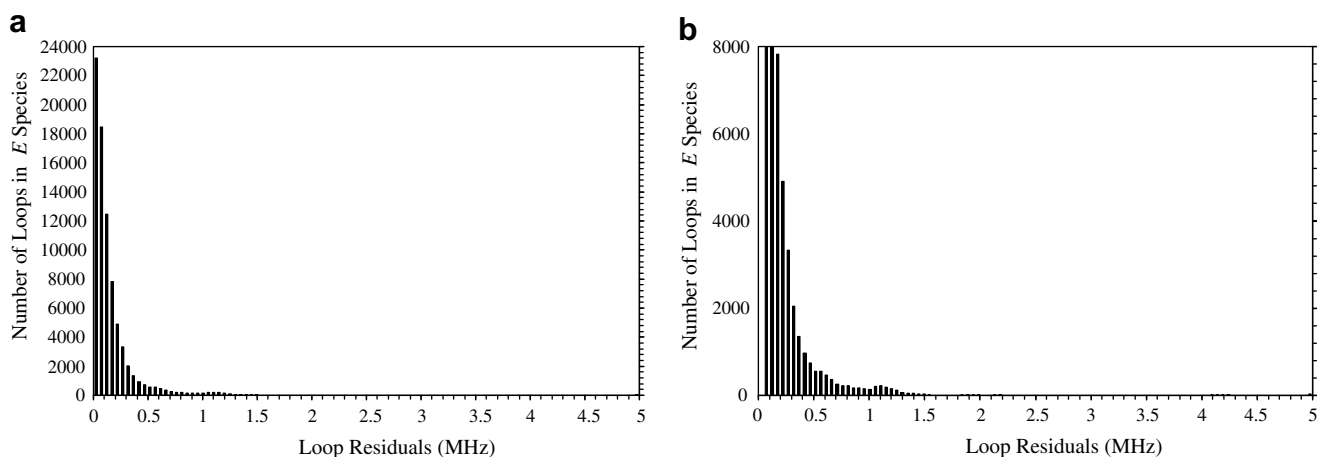 a
24000
22000
20000
18000
16000
14000
12000
10000
8000
6000
4000
2000
0
Number of Loops in E Species
0 0.5 1 1.5 2 2.5 3 3.5 4 4.5 5
Loop Residuals (MHz)
b
8000
6000
4000
2000
0
Number of Loops in E Species
0 0.5 1 1.5 2 2.5 3 3.5 4 4.5 5
Loop Residuals (MHz)